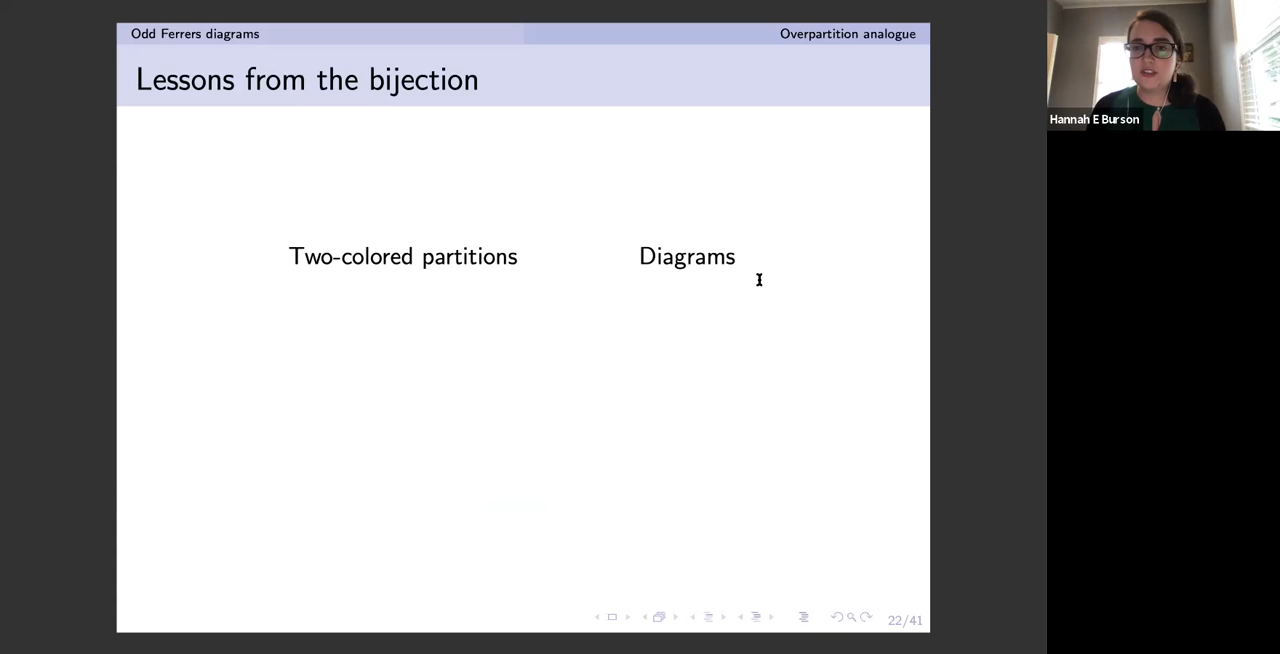 Odd Ferrers diagrams
Overpartition analogue
Lessons from the bijection
Two-colored partitions
Diagrams
22/41
Hannah E Burson